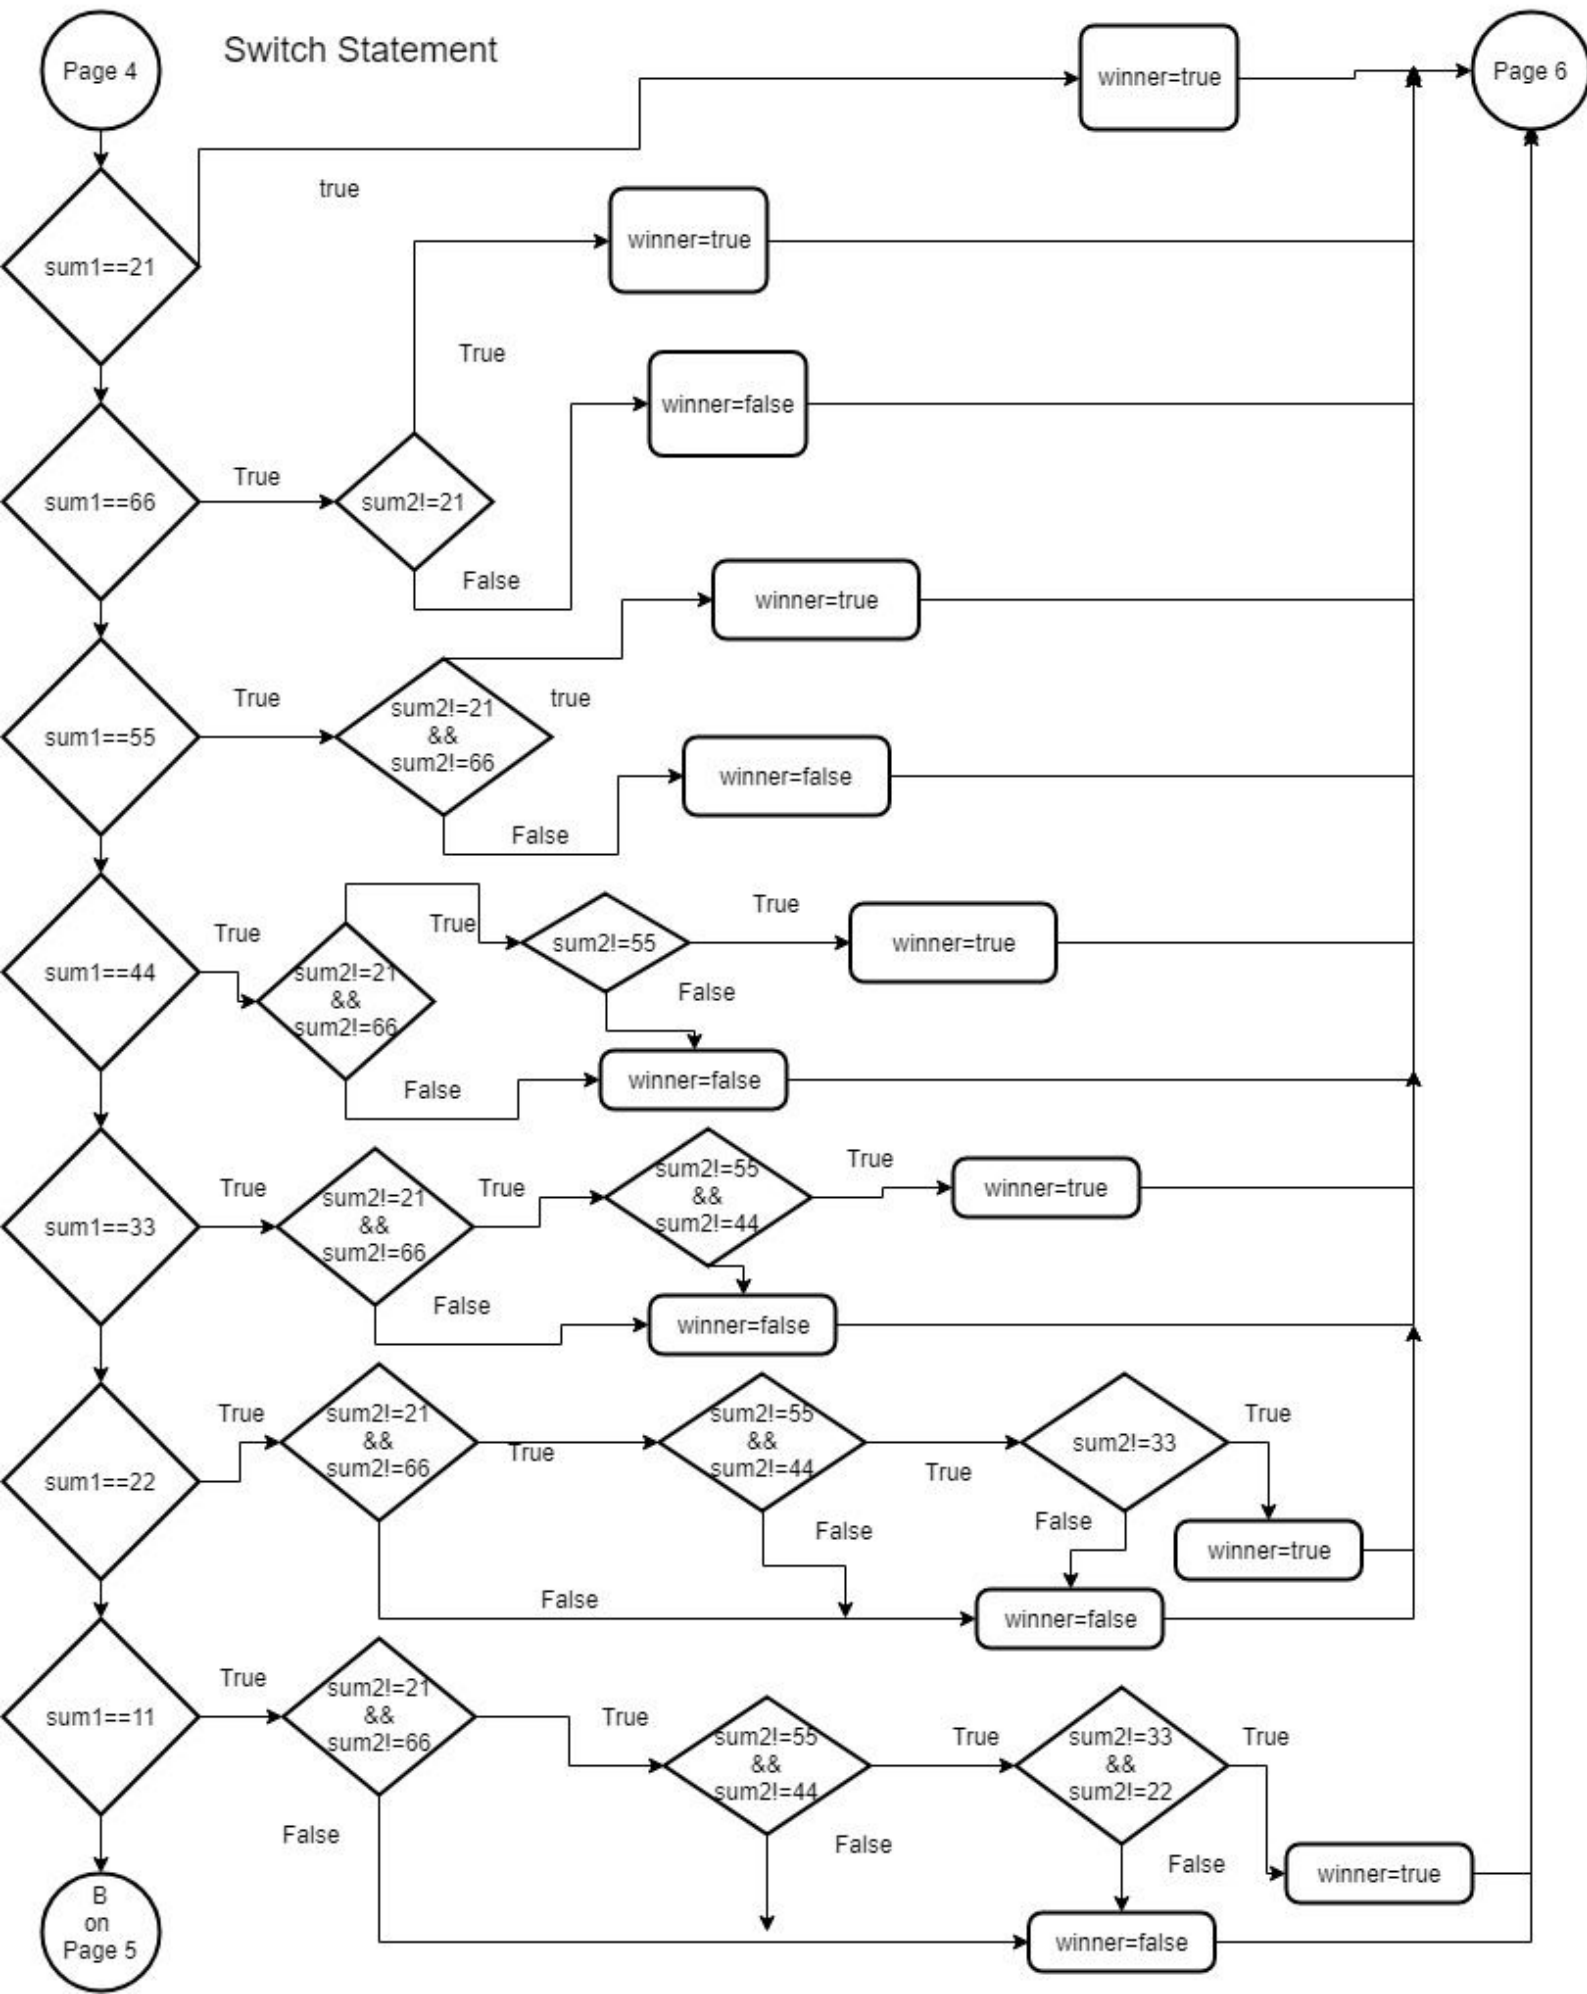 Page 4
Switch Statement
winner=true
Page 6
true
sum1==21
winner=true
True
winner=false
sum1==66
True
sum2!=21
False
winner=true
sum1==55
True
sum2!=21
&&
sum2!=66
true
winner=false
False
sum1==44
True
sum2!=21
&&
sum2!=66
True
sum2!=55
True
winner=true
False
False
winner=false
sum1==33
True
sum2!=21
&&
sum2!=66
True
sum2!=55
&&
sum2!=44
True
winner=true
False
winner=false
sum1==22
True
sum2!=21
&&
sum2!=66
True
sum2!=55
&&
sum2!=44
True
sum2!=33
True
False
False
winner=true
False
winner=false
sum1==11
True
sum2!=21
&&
sum2!=66
True
sum2!=55
&&
sum2!=44
True
sum2!=33
&&
sum2!=22
True
False
False
False
winner=true
winner=false
B
on
Page 5